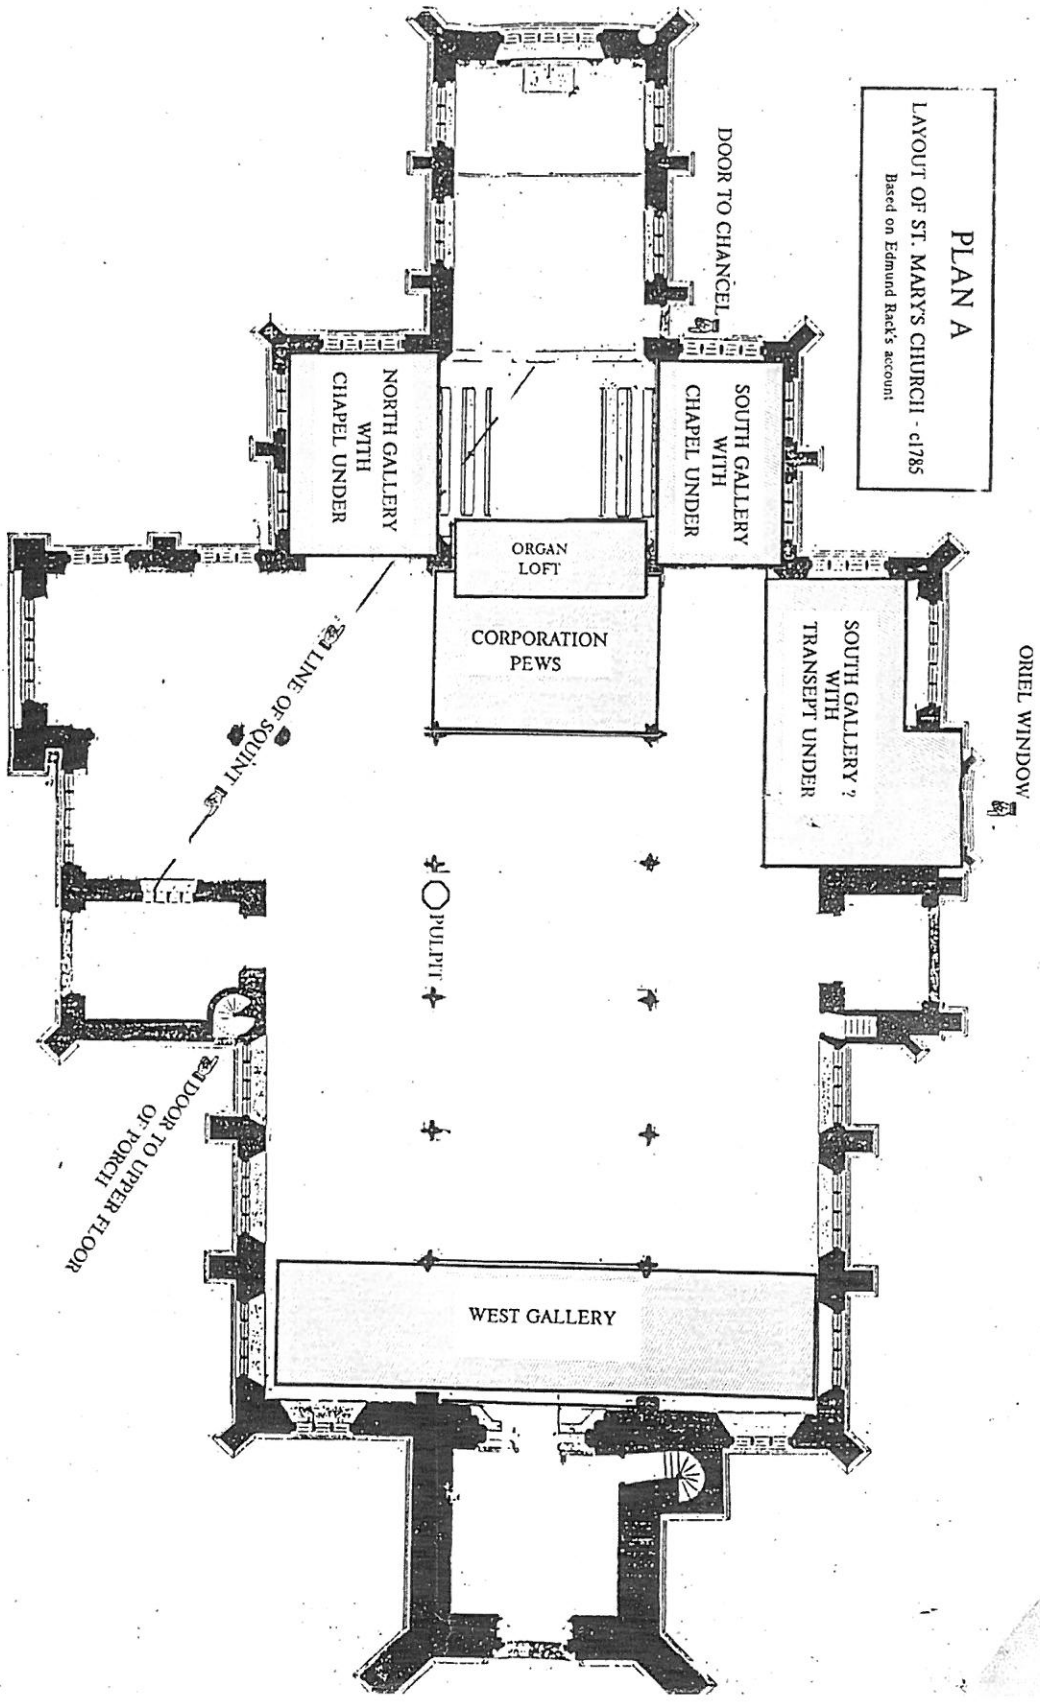 PLAN A
LAYOUT OF ST. MARY'S CHURCH - c1785
Based on Edmund Rack's account
DOOR TO CHANCEL
NORTH GALLERY
WITH
CHAPEL UNDER
SOUTH GALLERY
WITH
CHAPEL UNDER
ORGAN
LOFT
CORPORATION
PEWS
SOUTH GALLERY ?
WITH
TRANSEPT UNDER
ORIEL WINDOW
LINE OF SQUINT
PULPIT
DOOR TO UPPER FLOOR
OF PORCH
WEST GALLERY